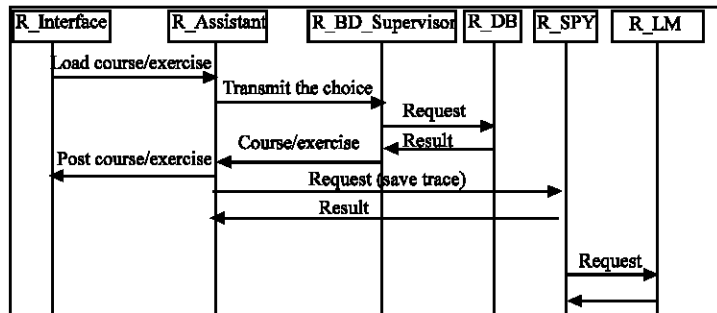 R_Interface R_Assistant R_BD_Supervisor R_DB R_SPY R_LM
Load course/exercise
Transmit the choice
Request
Result
Course/exercise
Post course/exercise
Request (save trace)
Result
Request